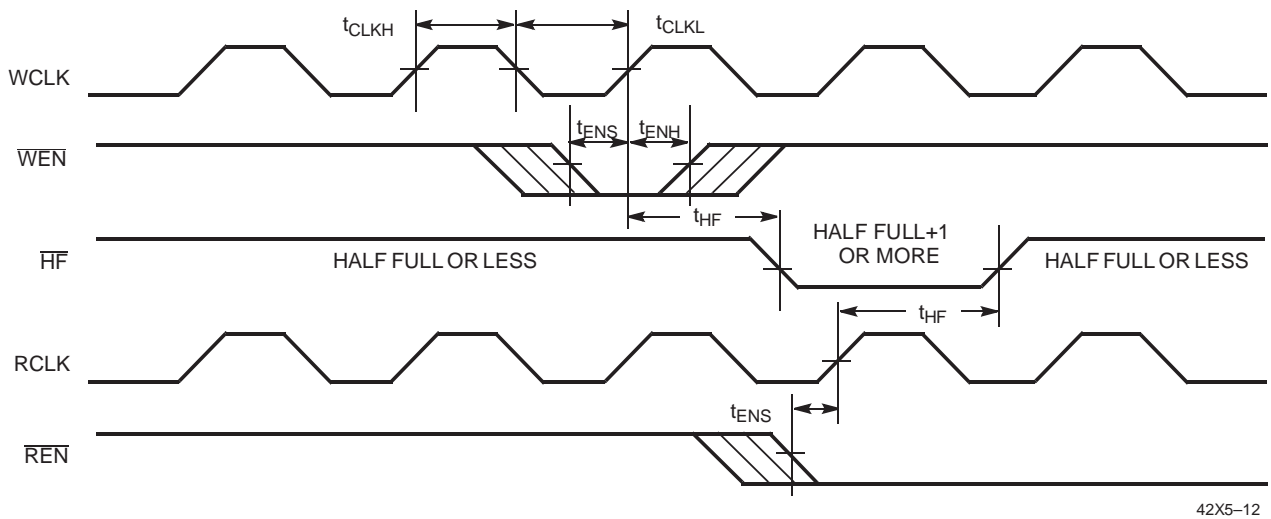 tCLKH
tCLKL
WCLK
tENS
tENH
WEN
tHF
HALF FULL+1
OR MORE
HF
HALF FULL OR LESS
HALF FULL OR LESS
tHF
RCLK
tENS
REN
42X5–12